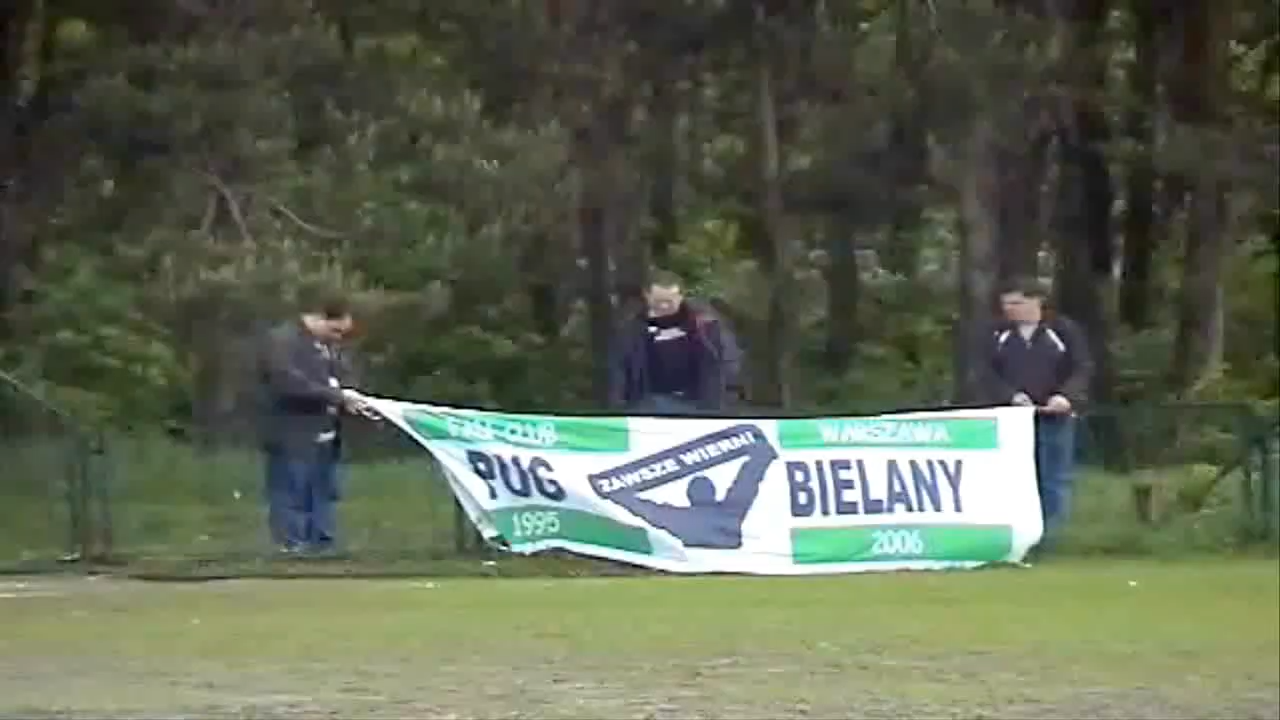 FAN-CLUB
PUG
1995
ZAWSZE WIERNI
WARSZAWA
BIELANY
2006